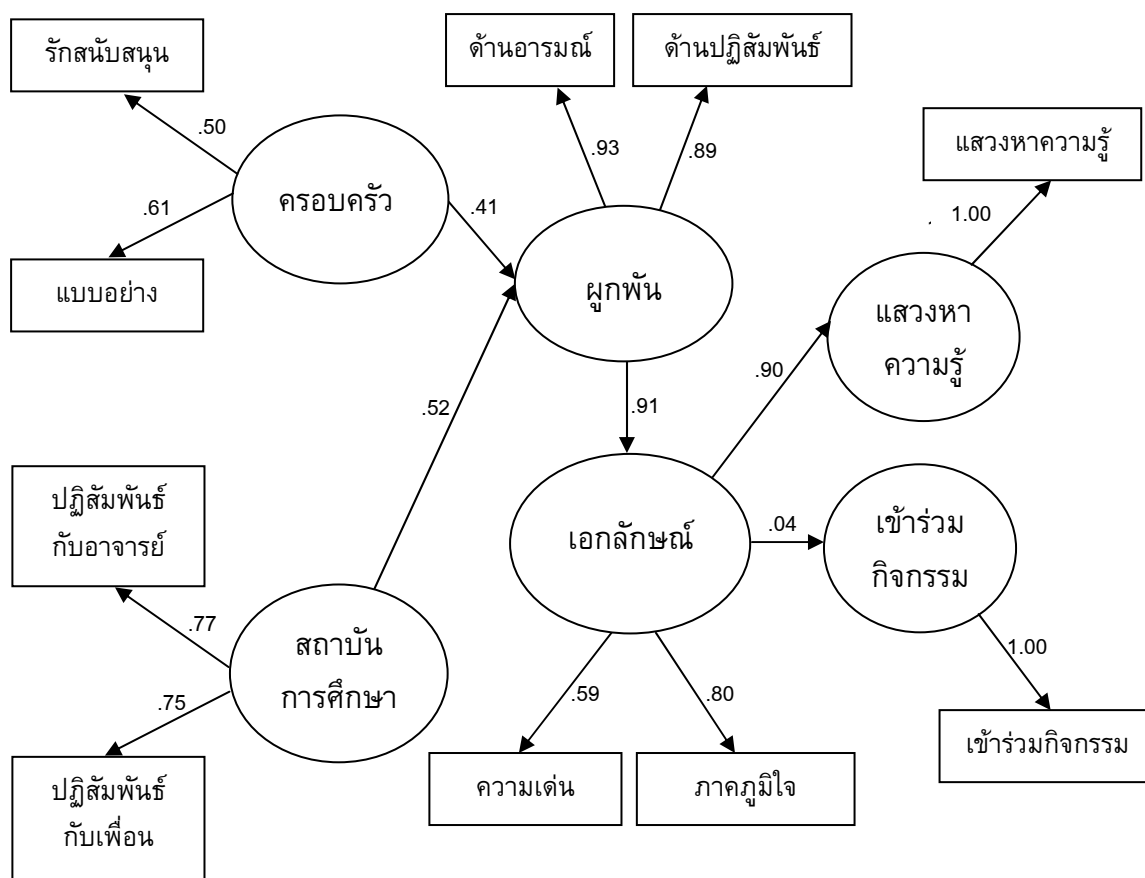 รักสนับสนุน
ด้านอารมณ์
ด้านปฏิสัมพันธ์
แสวงหาความรู้
.50
.93
.89
.61
ครอบครัว
.41
1.00
แบบอย่าง
ผูกพัน
แสวงหา
ความรู้
.90
.52
.91
ปฏิสัมพันธ์
กับอาจารย์
เอกลักษณ์
.04
เข้าร่วม
กิจกรรม
.77
สถาบัน
การศึกษา
1.00
.75
.59
.80
เข้าร่วมกิจกรรม
ปฏิสัมพันธ์
กับเพื่อน
ความเด่น
ภาคภูมิใจ